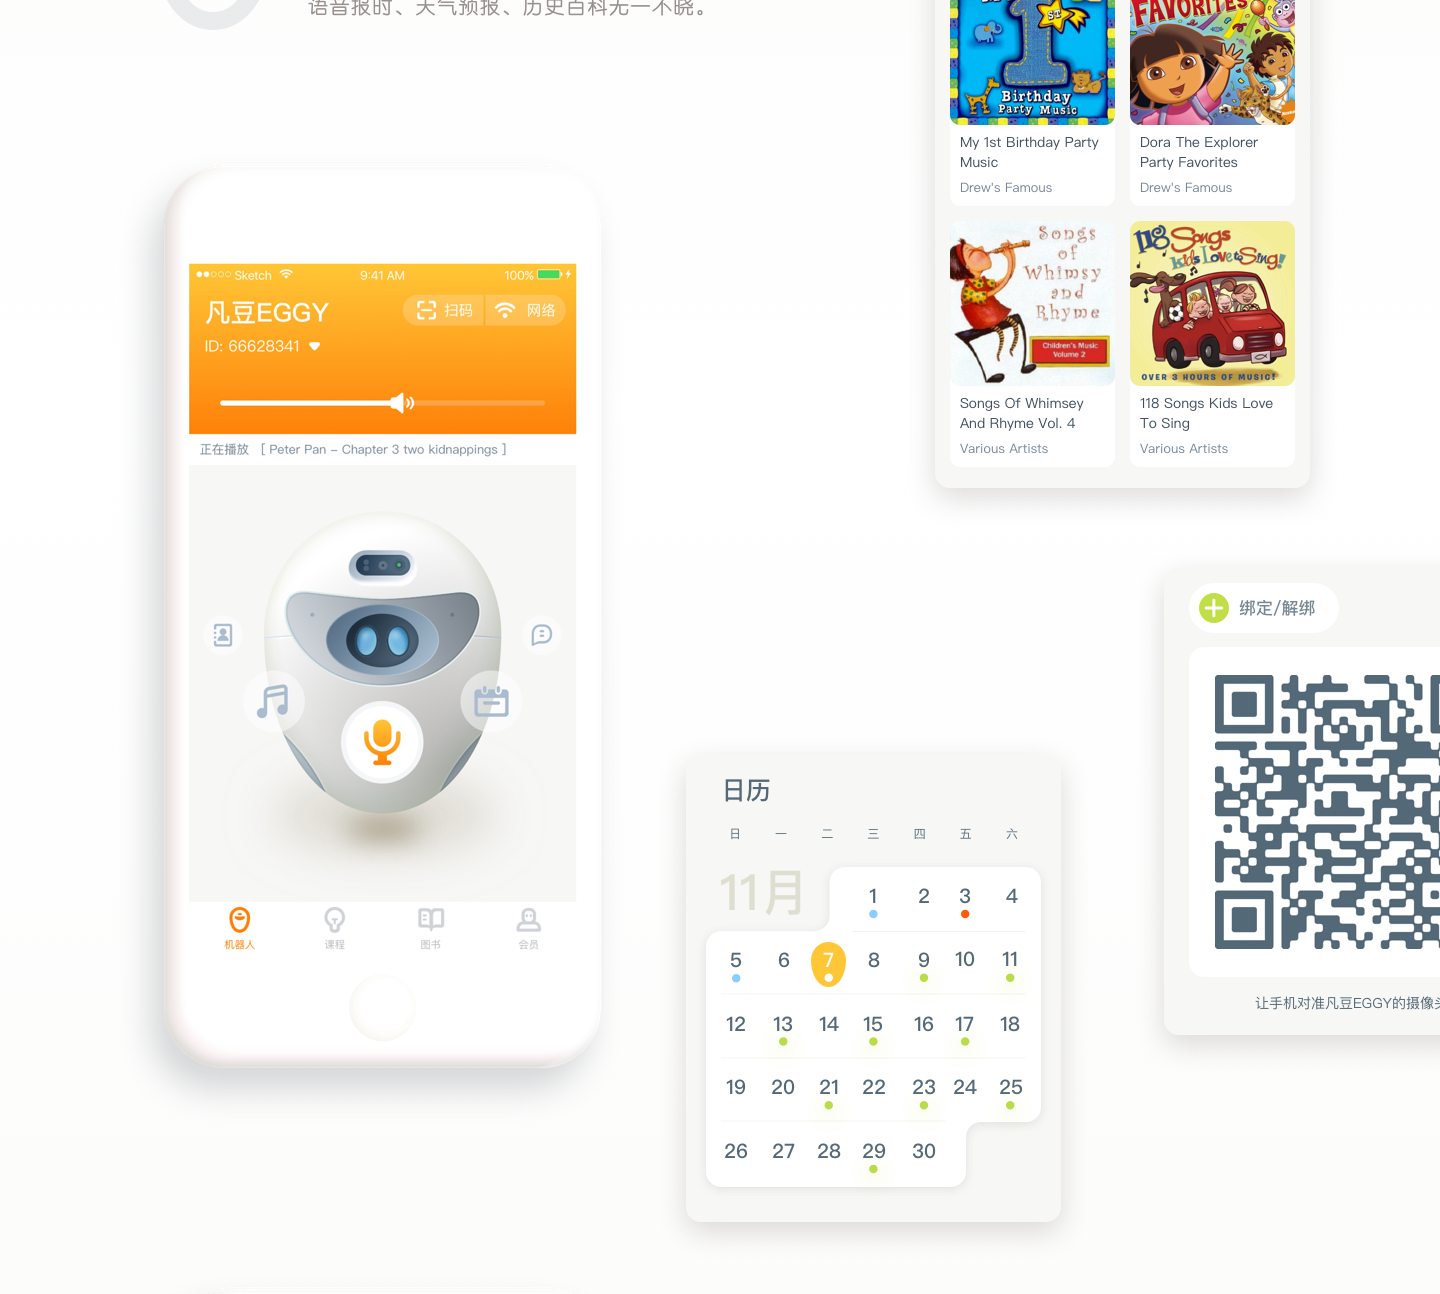 语音报时、天气预报、历史百科无一不晓。
Sketch
9:41 AM
100%
凡豆EGGY
扫码
网络
ID: 66628341
正在播放 [ Peter Pan – Chapter 3 two kidnappings ]
机器人
课程
图书
会员
1
ST
Birthday
Party Music
FAVORITES
My 1st Birthday Party
Music
Drew's Famous
Dora The Explorer
Party Favorites
Drew's Famous
Songs
of
Whimsy
and
Rhyme
Children's Music
Volume 2
118 Songs
kids Love to Sing!
OVER 3 HOURS OF MUSIC!
Songs Of Whimsey
And Rhyme Vol. 4
Various Artists
118 Songs Kids Love
To Sing
Various Artists
绑定/解绑
让手机对准凡豆EGGY的摄像
日历
日 一 二 三 四 五 六
11月
1 2 3 4
5 6 7 8 9 10 11
12 13 14 15 16 17 18
19 20 21 22 23 24 25
26 27 28 29 30